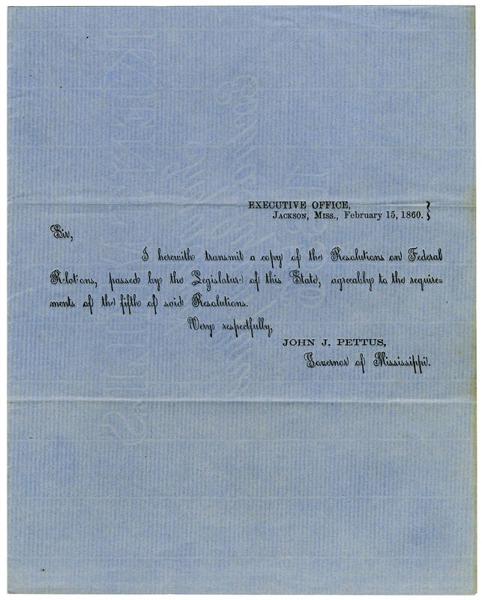 EXECUTIVE OFFICE,
JACKSON, MISS., February 15, 1860.
Sir,
I herewith transmit a copy of the Resolutions on Federal
Relations, passed by the Legislature of this State, agreeably to the require=
ments of the fifth of said Resolutions.
Very respectfully,
JOHN J. PETTUS,
Governor of Mississippi.